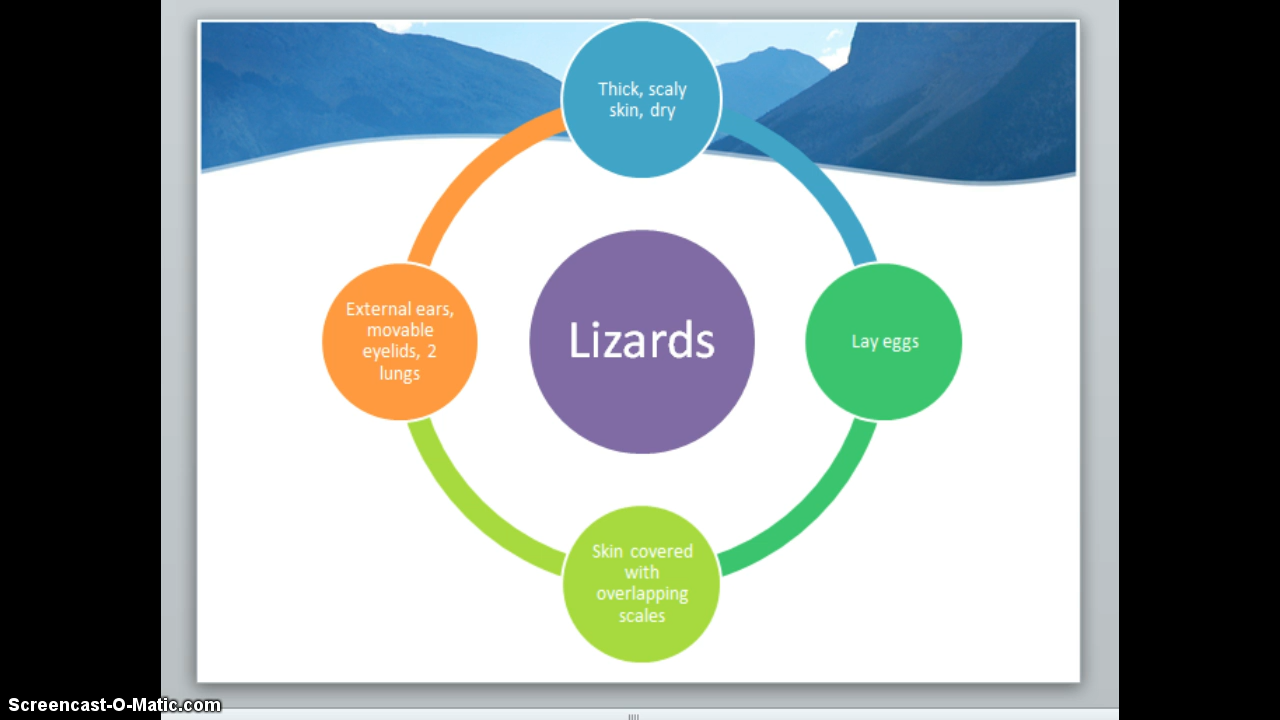 Thick, scaly
skin, dry
External ears,
movable
eyelids, 2
lungs
Lizards
Lay eggs
Skin covered
with
overlapping
scales
Screencast-O-Matic.com